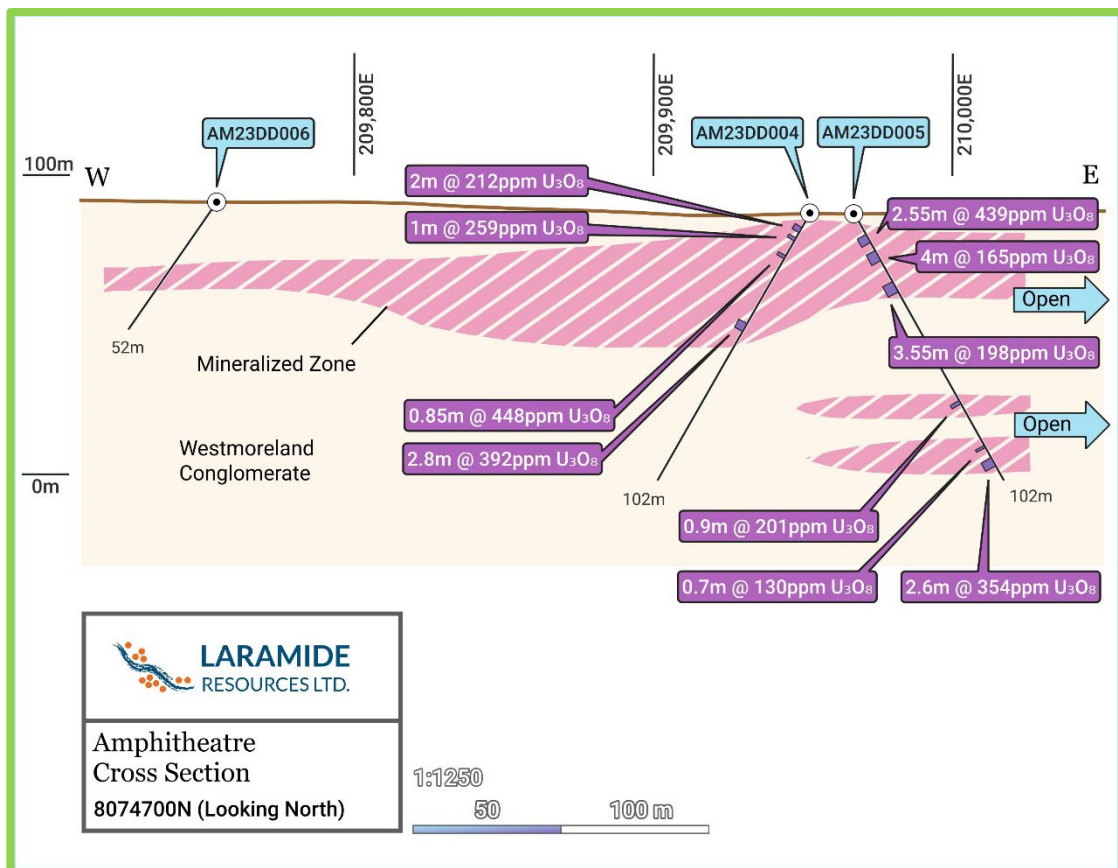 209,800E
209,900E
210,000E
AM23DD006
AM23DD004
AM23DD005
100m
W
E
2m @ 212ppm U₃O₈
1m @ 259ppm U₃O₈
2.55m @ 439ppm U₃O₈
4m @ 165ppm U₃O₈
Open
52m
Mineralized Zone
3.55m @ 198ppm U₃O₈
0.85m @ 448ppm U₃O₈
Open
Westmoreland
Conglomerate
2.8m @ 392ppm U₃O₈
0m
102m
102m
0.9m @ 201ppm U₃O₈
0.7m @ 130ppm U₃O₈
2.6m @ 354ppm U₃O₈
LARAMIDE
RESOURCES LTD.
Amphitheatre
Cross Section
8074700N (Looking North)
1:1250
50
100 m